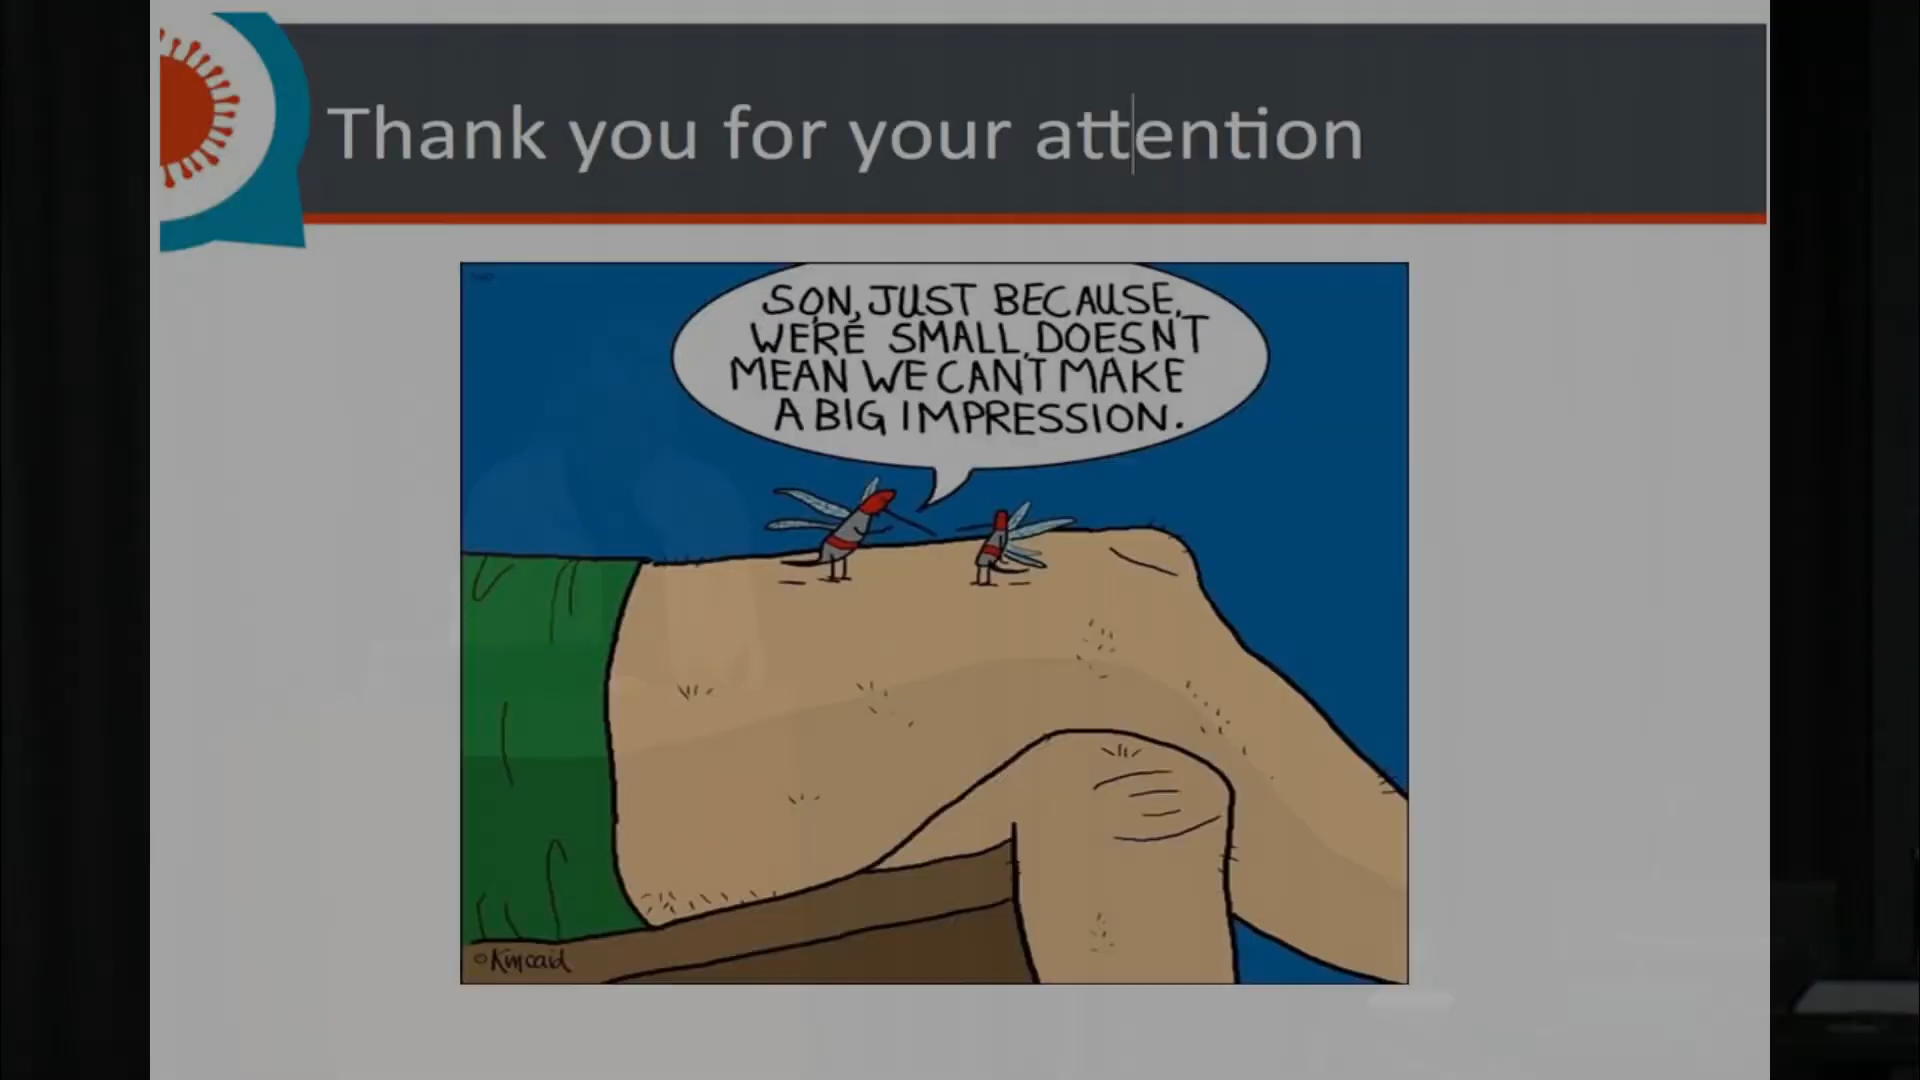 Thank you for your attention
SON, JUST BECAUSE,
WE'RE SMALL, DOESN'T
MEAN WE CAN'T MAKE
A BIG IMPRESSION.
©Kincaid